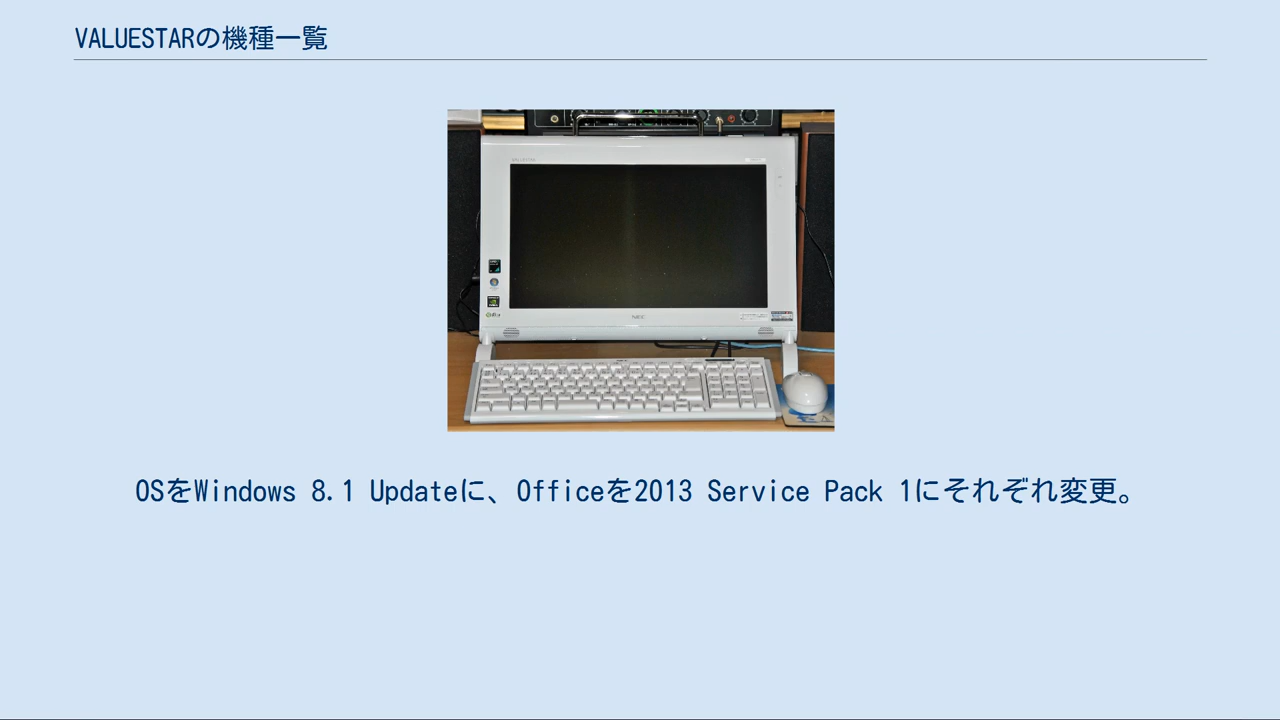 VALUESTARの機種一覧
NEC
OSをWindows 8.1 Updateに、Officeを2013 Service Pack 1にそれぞれ変更。